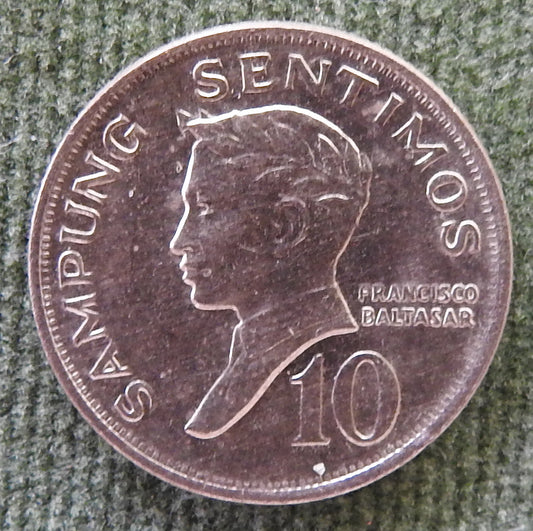 SAMPUNG SENTIMOS
FRANCISCO
BALTASAR
10